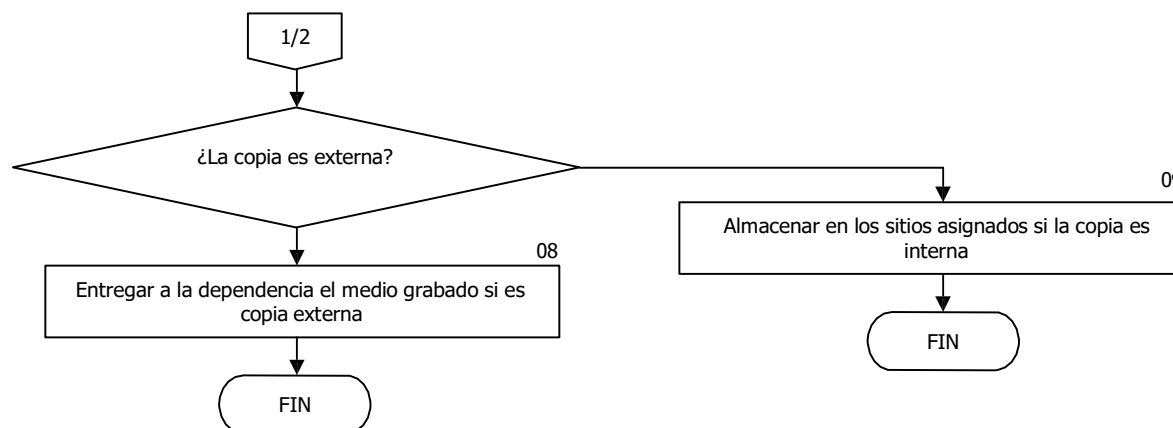 1/2
¿La copia es externa?
09
Almacenar en los sitios asignados si la copia es
interna
08
Entregar a la dependencia el medio grabado si es
copia externa
FIN
FIN